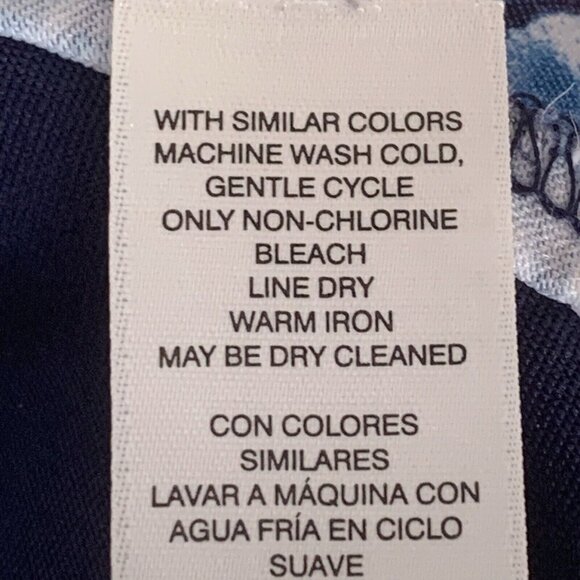 WITH SIMILAR COLORS
MACHINE WASH COLD,
GENTLE CYCLE
ONLY NON-CHLORINE
BLEACH
LINE DRY
WARM IRON
MAY BE DRY CLEANED
CON COLORES
SIMILARES
LAVAR A MÁQUINA CON
AGUA FRÍA EN CICLO
SUAVE